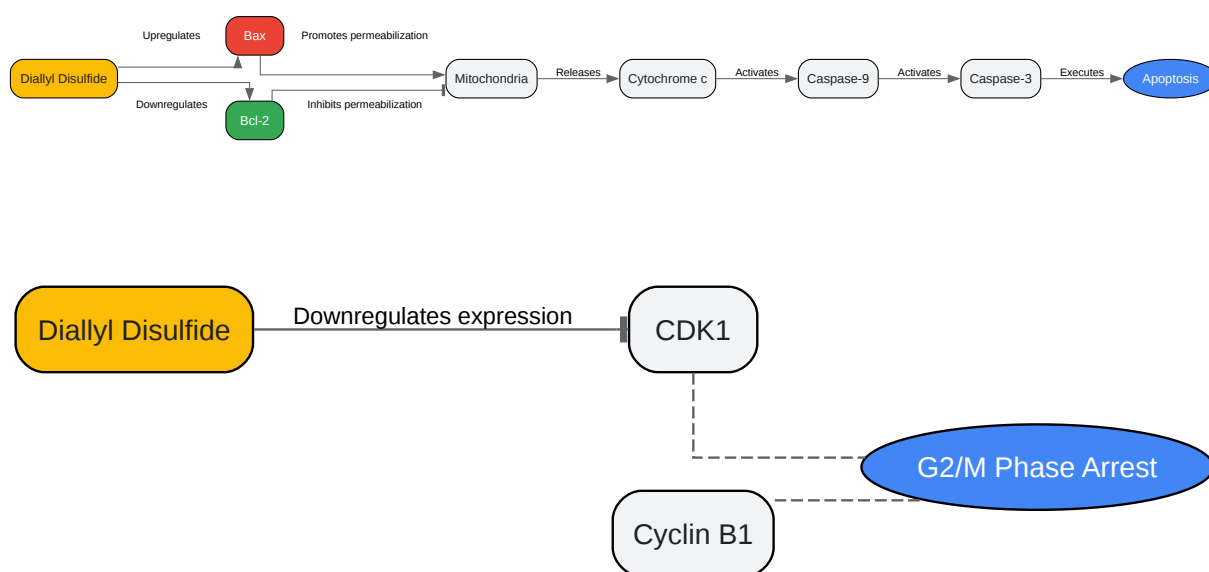 Upregulates
Bax
Promotes permeabilization
Diallyl Disulfide
Mitochondria
Releases
Cytochrome c
Activates
Caspase-9
Activates
Caspase-3
Executes
Apoptosis
Downregulates
Bcl-2
Inhibits permeabilization
Diallyl Disulfide
Downregulates expression
CDK1
G2/M Phase Arrest
Cyclin B1